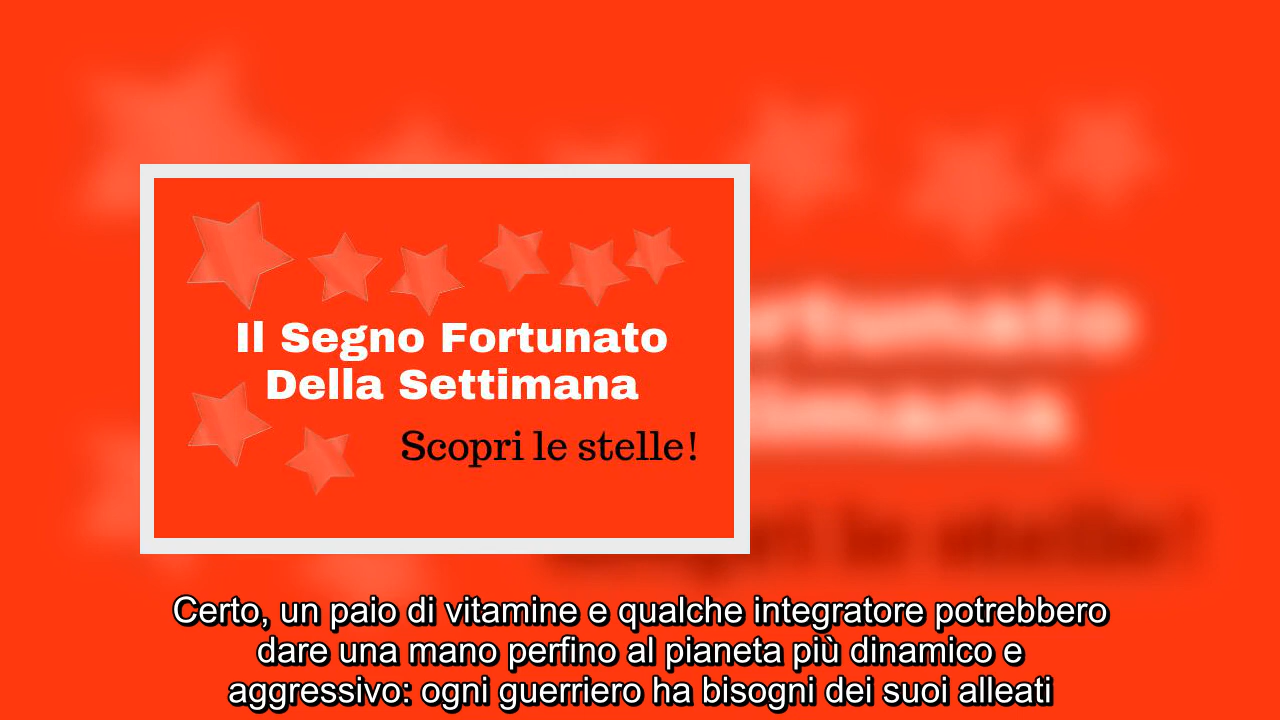 Il Segno Fortunato
Della Settimana
Scopri le stelle!
Certo, un paio di vitamine e qualche integratore potrebbero
dare una mano perfino al pianeta più dinamico e
aggressivo: ogni guerriero ha bisogni dei suoi alleati